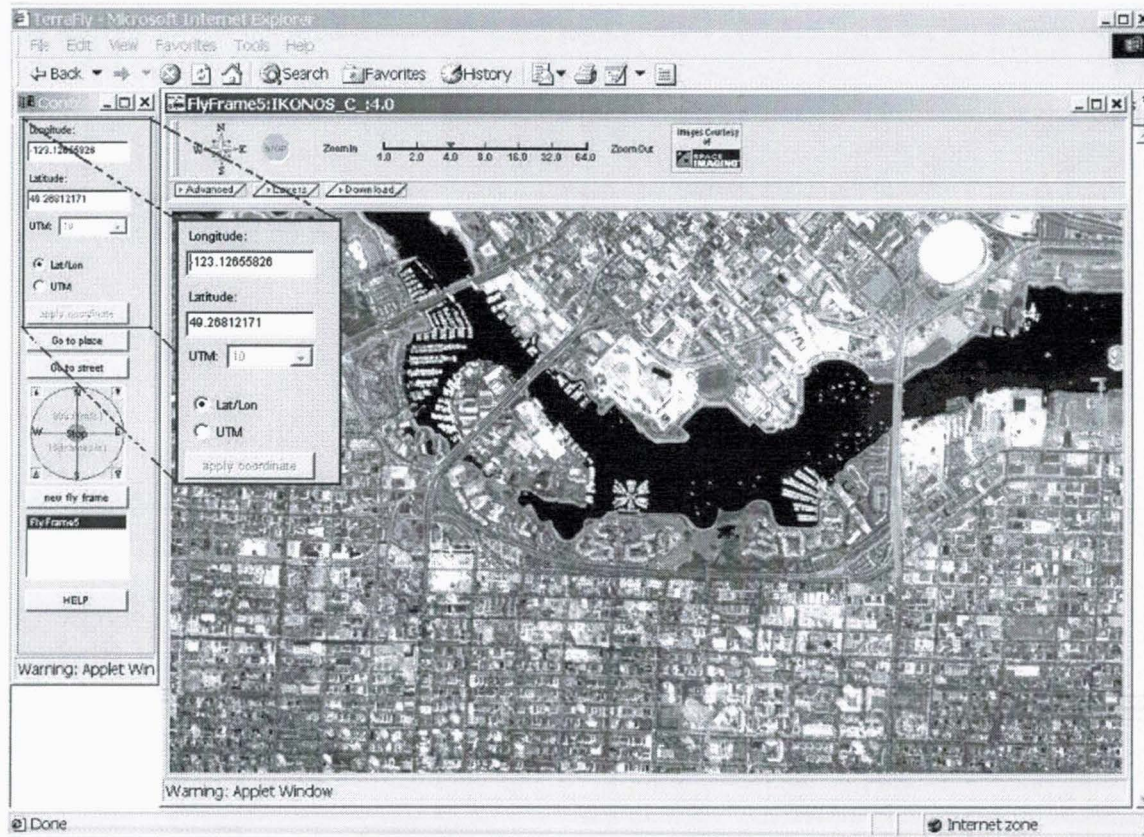 TerraFly - Microsoft Internet Explorer
File Edit View Favorites Tools Help
Back Search Favorites History
FlyFrame5:IKONOS_C_:4.0
Longitude:
-123.12655826
Latitude:
49.26812171
UTM: 10
Lat/Lon
UTM
apply coordinate
Go to place
Go to street
N
W Stop E
S
new fly frame
FlyFrame5
HELP
Warning: Applet Win
N
W E
S
STOP
Zoom In 1.0 2.0 4.0 8.0 16.0 32.0 64.0 Zoom Out
Images Courtesy
of
SPACE
IMAGING
Advanced Layers Download
Longitude:
-123.12655826
Latitude:
49.26812171
UTM: 10
Lat/Lon
UTM
apply coordinate
Warning: Applet Window
Done Internet zone